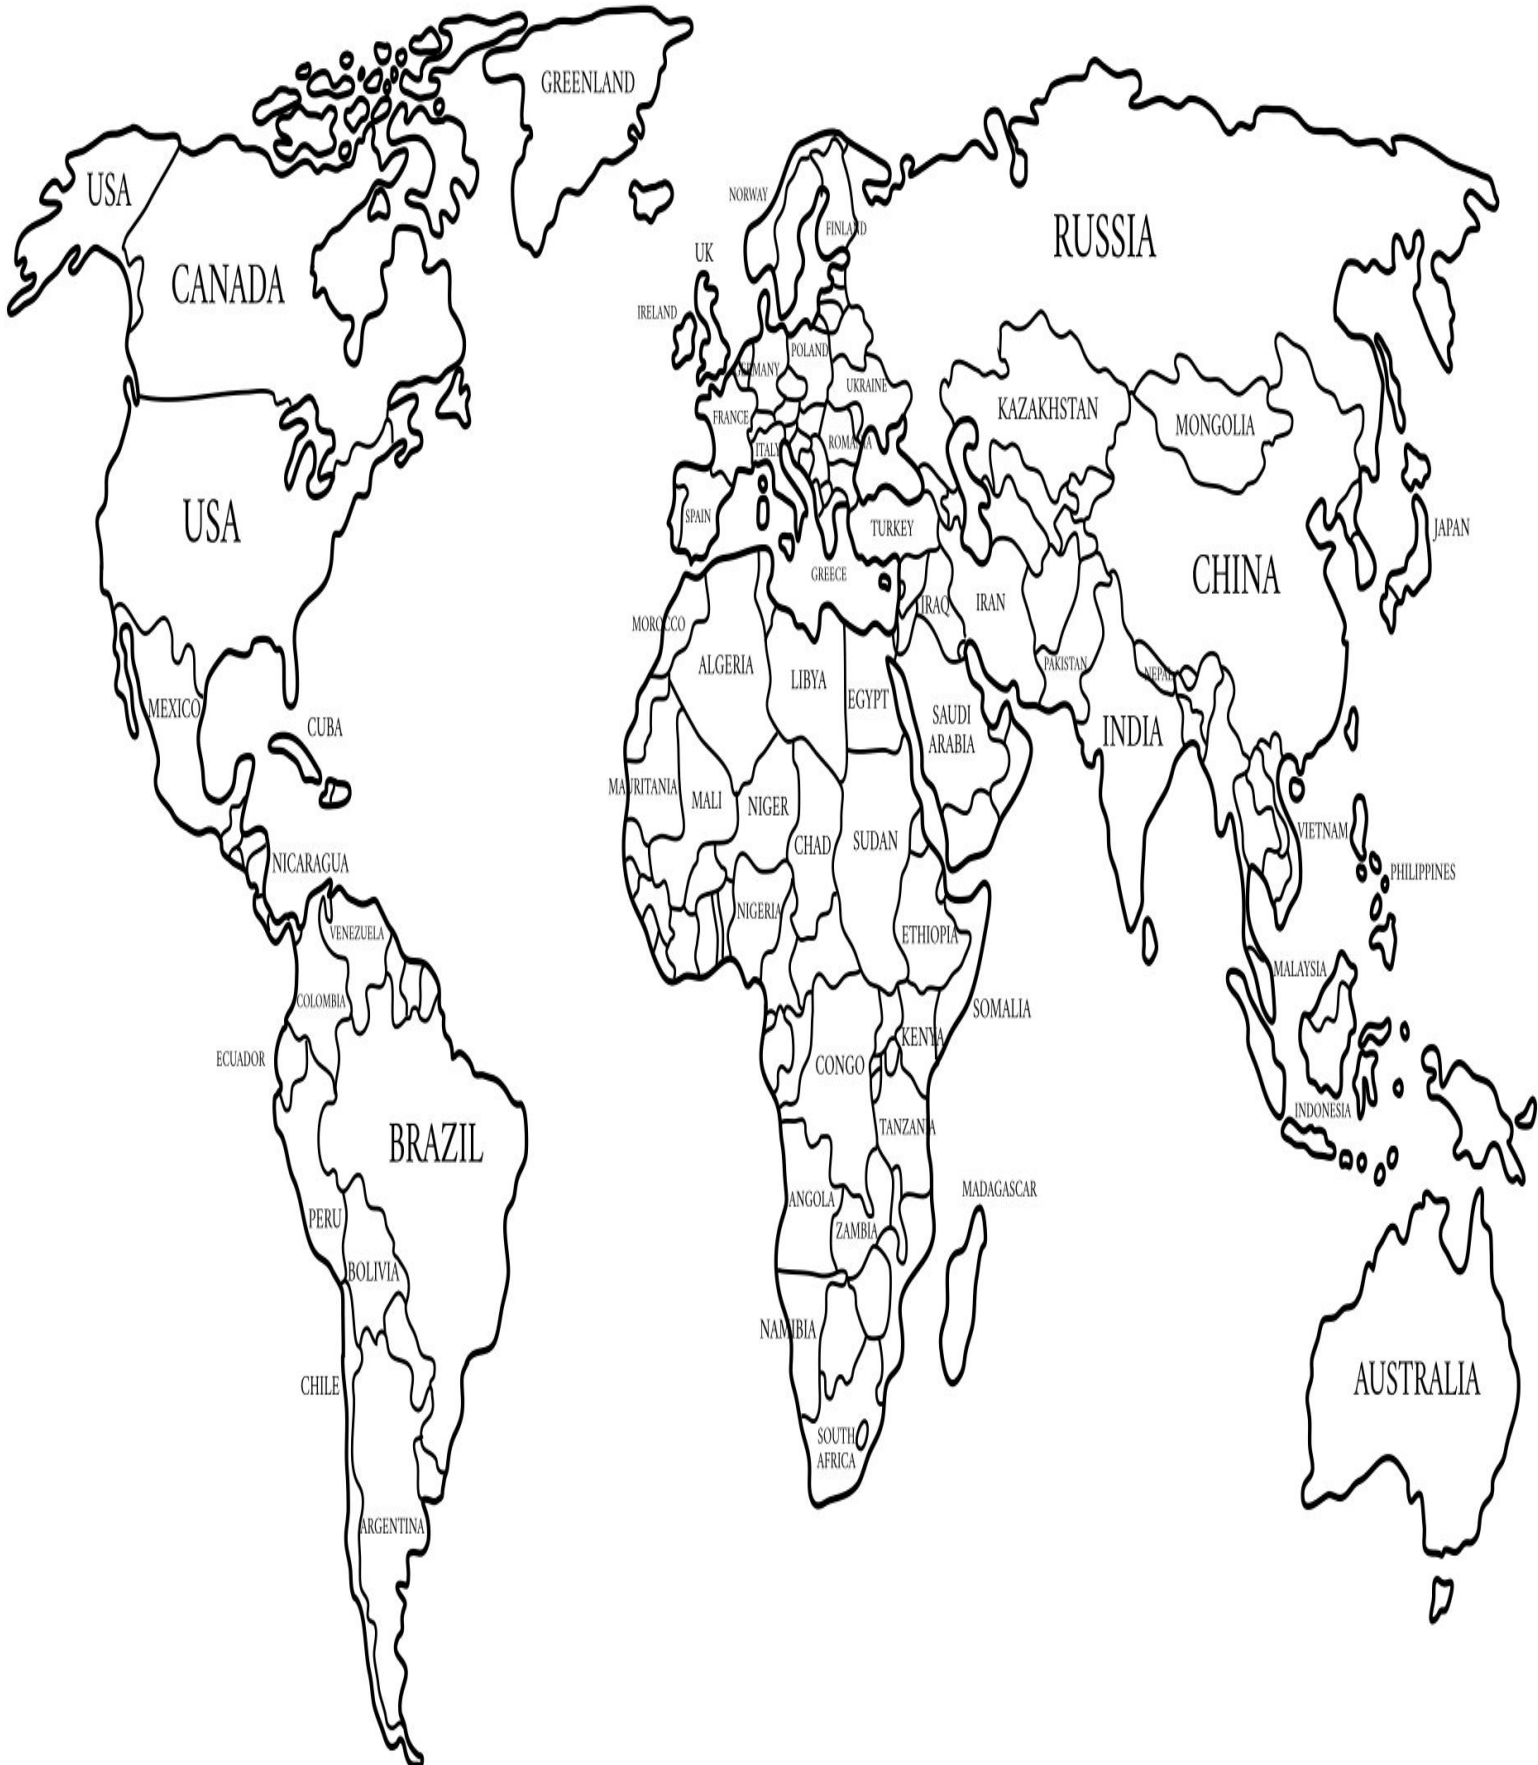 GREENLAND
USA
NORWAY
FINLAND
RUSSIA
UK
CANADA
IRELAND
POLAND
GERMANY
UKRAINE
KAZAKHSTAN
FRANCE
MONGOLIA
ROMANIA
ITALY
USA
SPAIN
TURKEY
JAPAN
GREECE
CHINA
IRAQ
IRAN
MOROCCO
ALGERIA
PAKISTAN
NEPAL
LIBYA
EGYPT
MEXICO
SAUDI
ARABIA
CUBA
INDIA
MAURITANIA
MALI
NIGER
VIETNAM
CHAD
SUDAN
NICARAGUA
PHILIPPINES
NIGERIA
VENEZUELA
ETHIOPIA
MALAYSIA
COLOMBIA
SOMALIA
KENYA
ECUADOR
CONGO
INDONESIA
TANZANIA
BRAZIL
MADAGASCAR
ANGOLA
PERU
ZAMBIA
BOLIVIA
NAMIBIA
CHILE
AUSTRALIA
SOUTH
AFRICA
ARGENTINA